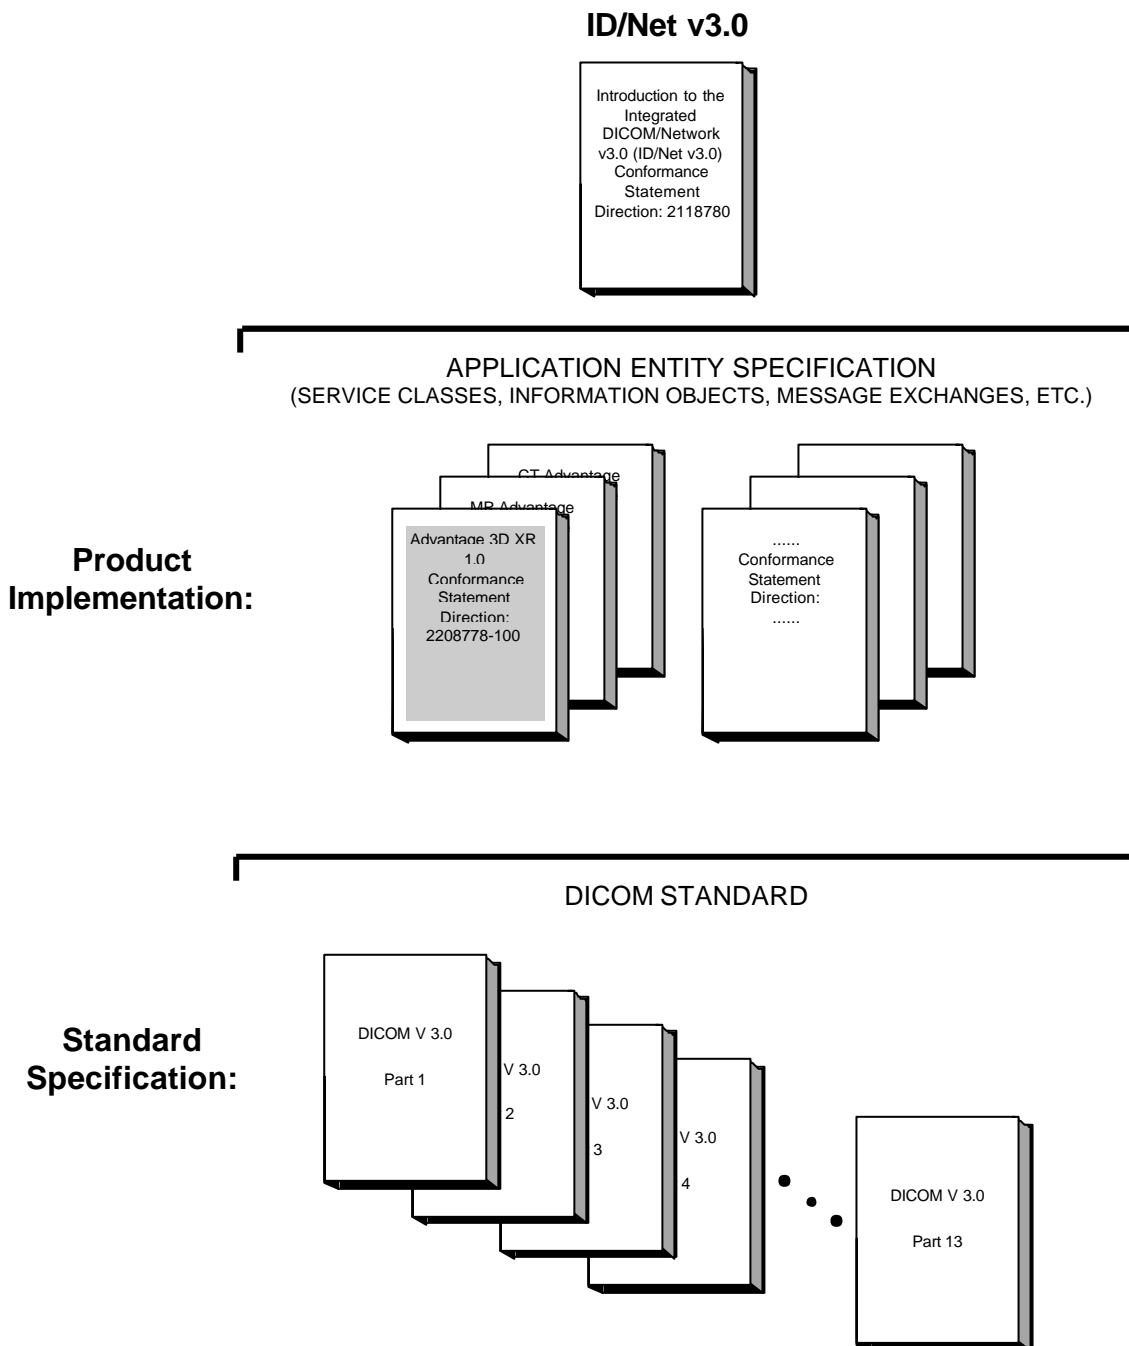 ID/Net v3.0
Introduction to the
Integrated
DICOM/Network
v3.0 (ID/Net v3.0)
Conformance
Statement
Direction: 2118780
APPLICATION ENTITY SPECIFICATION
(SERVICE CLASSES, INFORMATION OBJECTS, MESSAGE EXCHANGES, ETC.)
Product
Implementation:
CT Advantage
MR Advantage
Advantage 3D XR
1.0
Conformance
Statement
Direction:
2208778-100
......
Conformance
Statement
Direction:
......
DICOM STANDARD
Standard
Specification:
DICOM V 3.0
Part 1
V 3.0
2
V 3.0
3
V 3.0
4
DICOM V 3.0
Part 13